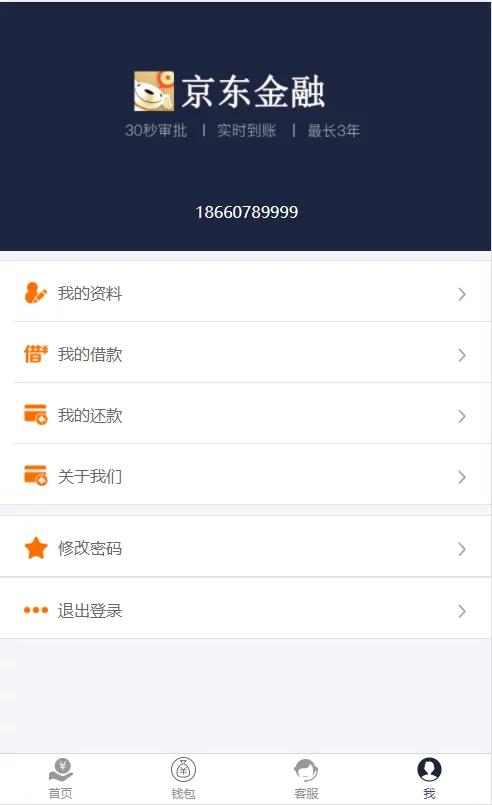 京东金融
30秒审批 | 实时到账 | 最长3年
18660789999
我的资料
借¥ 我的借款
我的还款
关于我们
修改密码
退出登录
首页 钱包 客服 我